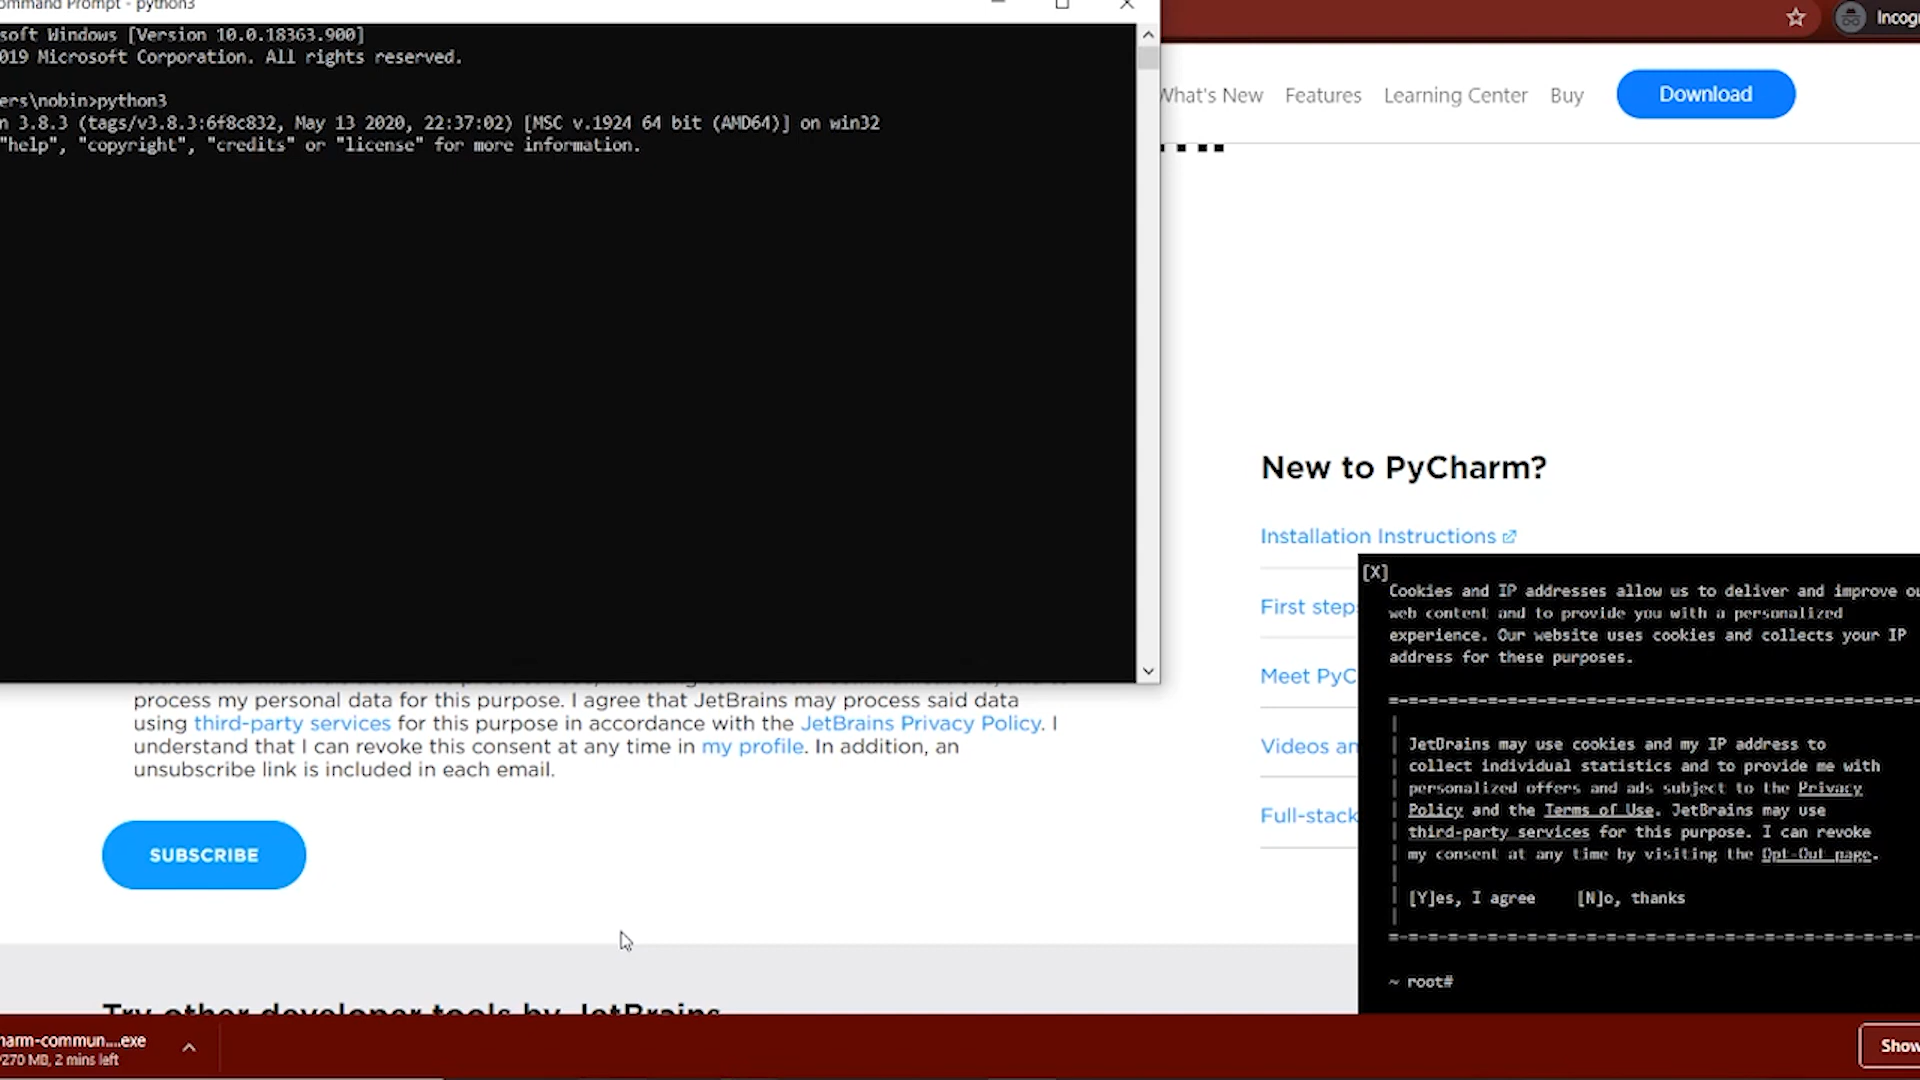 ommand Prompt - python3
soft Windows [Version 10.0.18363.900]
019 Microsoft Corporation. All rights reserved.
ers\nobin>python3
n 3.8.3 (tags/v3.8.3:6f8c832, May 13 2020, 22:37:02) [MSC v.1924 64 bit (AMD64)] on win32
"help", "copyright", "credits" or "license" for more information.
Incogn
What's New Features Learning Center Buy Download
New to PyCharm?
Installation Instructions
First steps
Meet PyC
Videos an
Full-stack
process my personal data for this purpose. I agree that JetBrains may process said data
using third-party services for this purpose in accordance with the JetBrains Privacy Policy. I
understand that I can revoke this consent at any time in my profile. In addition, an
unsubscribe link is included in each email.
SUBSCRIBE
Try other developer tools by JetBrains
[X]
Cookies and IP addresses allow us to deliver and improve ou
web content and to provide you with a personalized
experience. Our website uses cookies and collects your IP
address for these purposes.
JetBrains may use cookies and my IP address to
collect individual statistics and to provide me with
personalized offers and ads subject to the Privacy
Policy and the Terms of Use. JetBrains may use
third-party services for this purpose. I can revoke
my consent at any time by visiting the Opt-Out page.
[Y]es, I agree [N]o, thanks
~ root#
harm-commun....exe
/270 MB, 2 mins left
Show